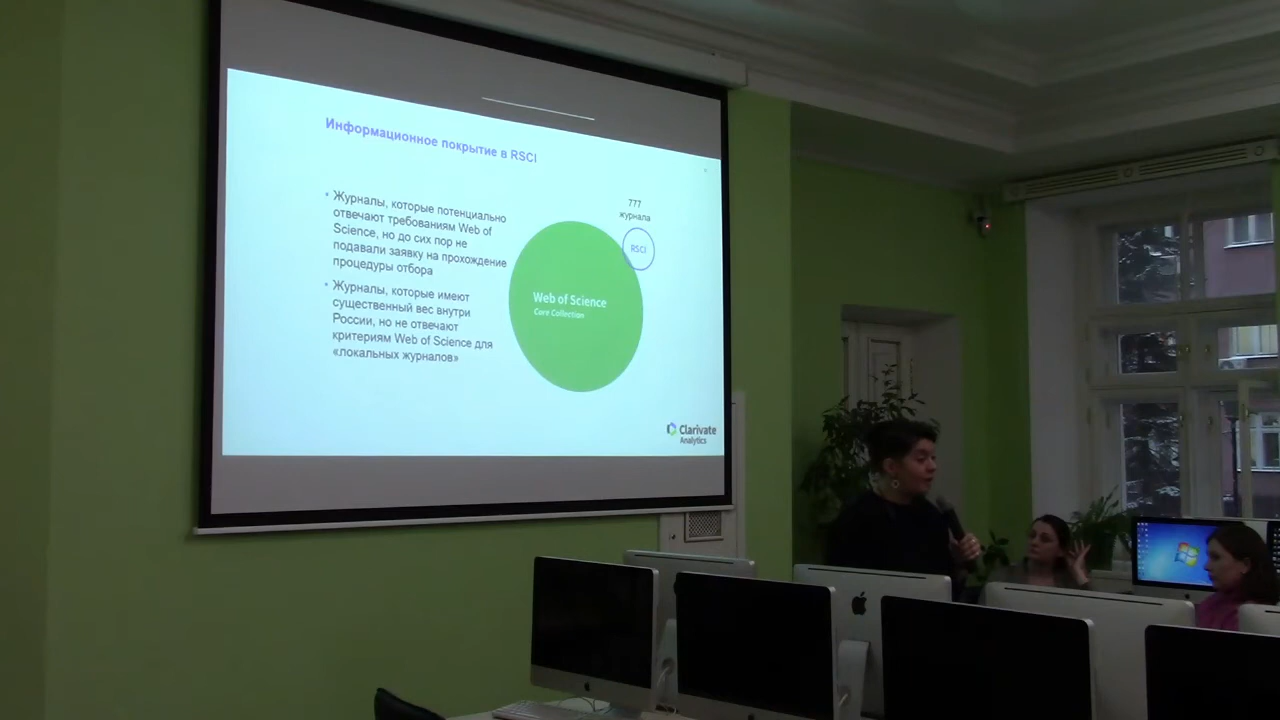 Информационное покрытие в RSCI
• Журналы, которые потенциально
отвечают требованиям Web of
Science, но до сих пор не
подавали заявку на прохождение
процедуры отбора
• Журналы, которые имеют
существенный вес внутри
России, но не отвечают
критериям Web of Science для
«локальных журналов»
777
журнала
RSCI
Web of Science
Core Collection
Clarivate
Analytics